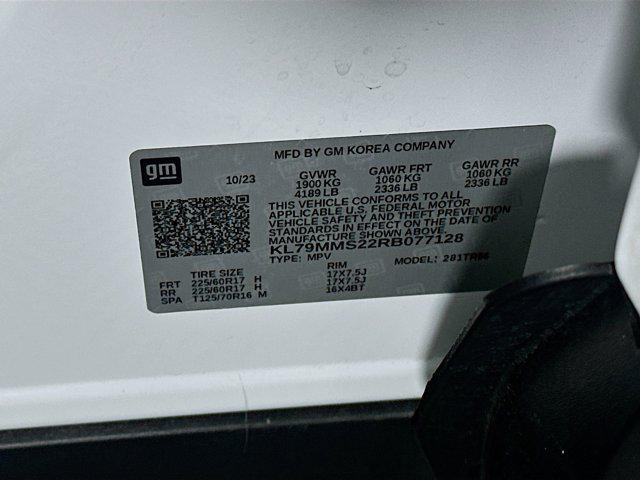 MFD BY GM KOREA COMPANY
gm
10/23
GVWR GAWR FRT GAWR RR
1900 KG 1060 KG 1060 KG
4189 LB 2336 LB 2336 LB
THIS VEHICLE CONFORMS TO ALL
APPLICABLE U.S. FEDERAL MOTOR
VEHICLE SAFETY AND THEFT PREVENTION
STANDARDS IN EFFECT ON THE DATE OF
MANUFACTURE SHOWN ABOVE.
KL79MMS22RB077128
TYPE: MPV MODEL:
TIRE SIZE RIM
FRT 225/60R17 H 17X7.5J
RR 225/60R17 H 17X7.5J
SPA T125/70R16 M 16X4BT